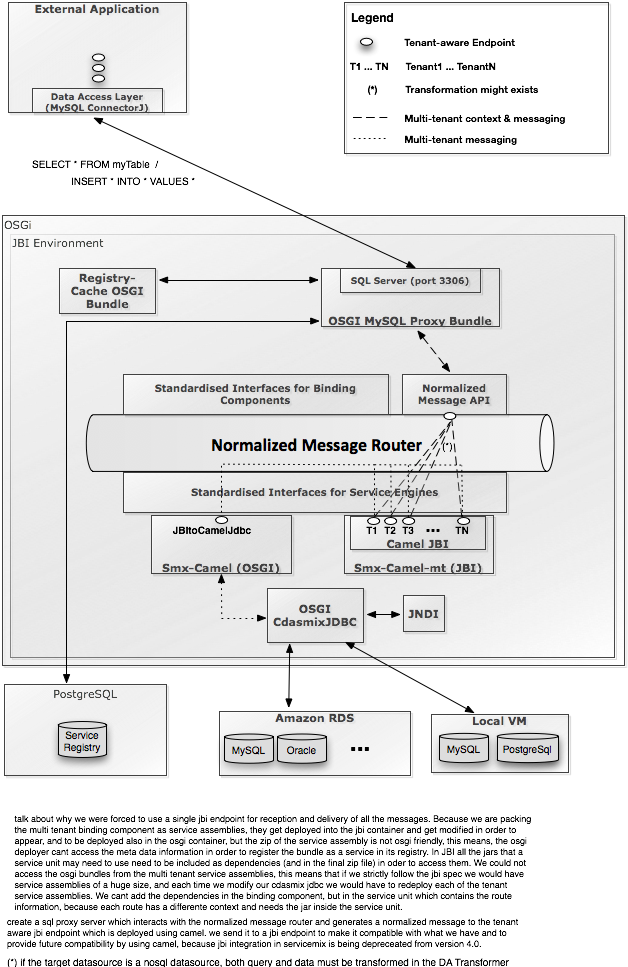 External Application
Data Access Layer
(MySQL ConnectorJ)
Legend
Tenant-aware Endpoint
T1 ... TN Tenant1 ... TenantN
(*) Transformation might exists
Multi-tenant context & messaging
Multi-tenant messaging
SELECT * FROM myTable /
INSERT * INTO * VALUES *
OSGi
JBI Environment
Registry-
Cache OSGI
Bundle
SQL Server (port 3306)
OSGI MySQL Proxy Bundle
Standardised Interfaces for Binding
Components
Normalized
Message API
Normalized Message Router
(*)
Standardised Interfaces for Service Engines
JBItoCamelJdbc
Smx-Camel (OSGI)
T1 T2 T3 ... TN
Camel JBI
Smx-Camel-mt (JBI)
OSGI
CdasmixJDBC
JNDI
PostgreSQL
Service
Registry
Amazon RDS
MySQL Oracle ...
Local VM
MySQL PostgreSql
talk about why we were forced to use a single jbi endpoint for reception and delivery of all the messages. Because we are packing
the multi tenant binding component as service assemblies, they get deployed into the jbi container and get modified in order to
appear, and to be deployed also in the osgi container, but the zip of the service assembly is not osgi friendly, this means, the osgi
deployer cant access the meta data information in order to register the bundle as a service in its registry. In JBI all the jars that a
service unit may need to use need to be included as dependencies (and in the final zip file) in oder to access them. We could not
access the osgi bundles from the multi tenant service assemblies, this means that if we strictly follow the jbi spec we would have
service assemblies of a huge size, and each time we modify our cdasmix jdbc we would have to redeploy each of the tenant
service assemblies. We cant add the dependencies in the binding component, but in the service unit which contains the route
information, because each route has a differente context and needs the jar inside the service unit.
create a sql proxy server which interacts with the normalized message router and generates a normalized message to the tenant
aware jbi endpoint which is deployed using camel. we send it to a jbi endpoint to make it compatible with what we have and to
provide future compatibility by using camel, because jbi integration in servicemix is being depreceated from version 4.0.
(*) if the target datasource is a nosql datasource, both query and data must be transformed in the DA Transformer